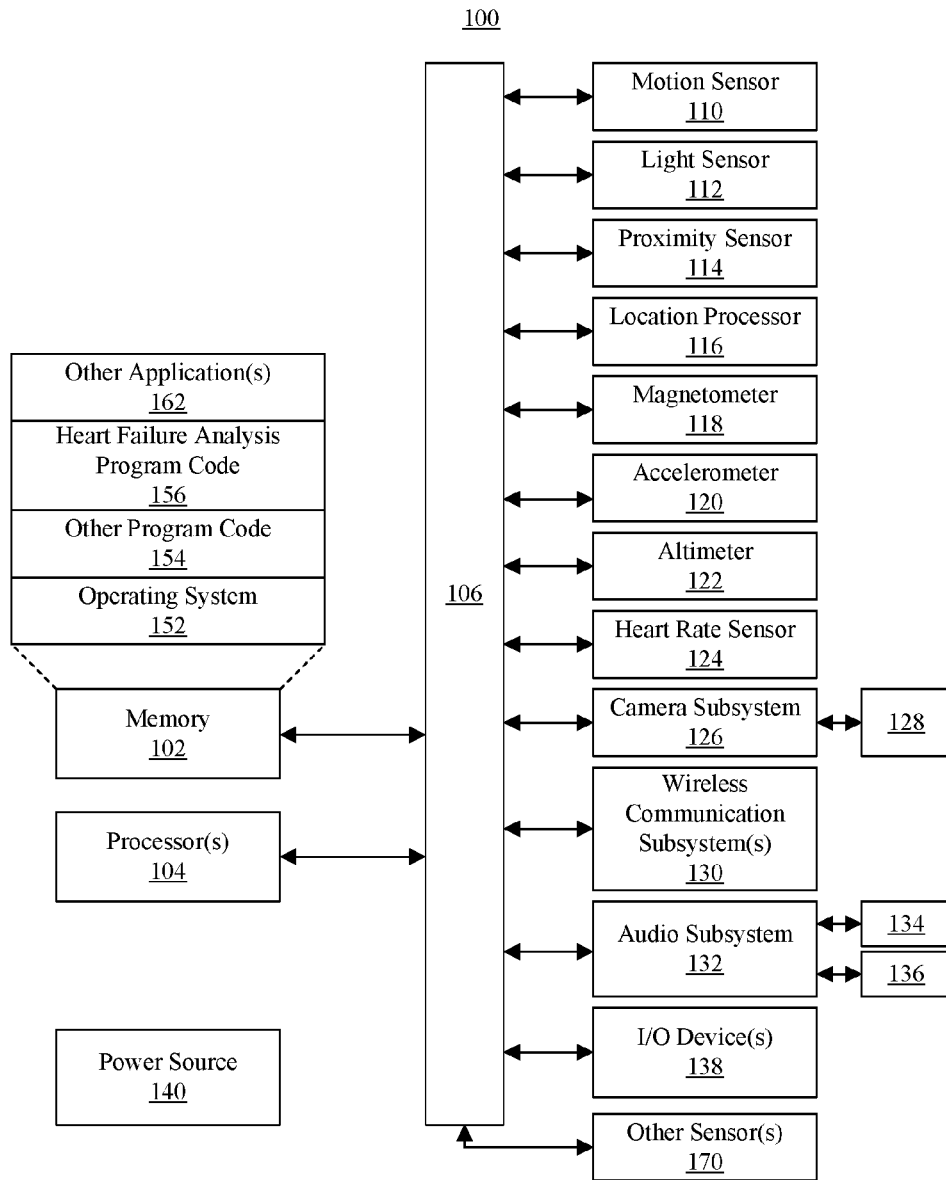 100
Other Application(s)
162
Heart Failure Analysis
Program Code
156
Other Program Code
154
Operating System
152
Memory
102
Processor(s)
104
Power Source
140
106
Motion Sensor
110
Light Sensor
112
Proximity Sensor
114
Location Processor
116
Magnetometer
118
Accelerometer
120
Altimeter
122
Heart Rate Sensor
124
Camera Subsystem
126
128
Wireless
Communication
Subsystem(s)
130
Audio Subsystem
132
134
136
I/O Device(s)
138
Other Sensor(s)
170